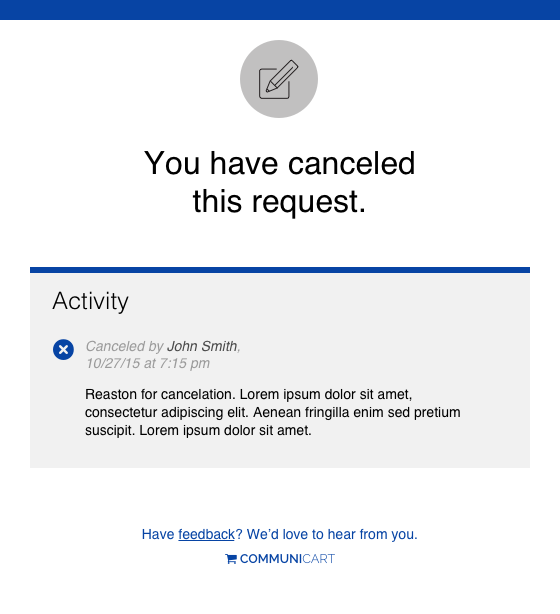 You have canceled
this request.
Activity
Canceled by John Smith,
10/27/15 at 7:15 pm
Reaston for cancelation. Lorem ipsum dolor sit amet,
consectetur adipiscing elit. Aenean fringilla enim sed pretium
suscipit. Lorem ipsum dolor sit amet.
Have feedback? We’d love to hear from you.
COMMUNICART